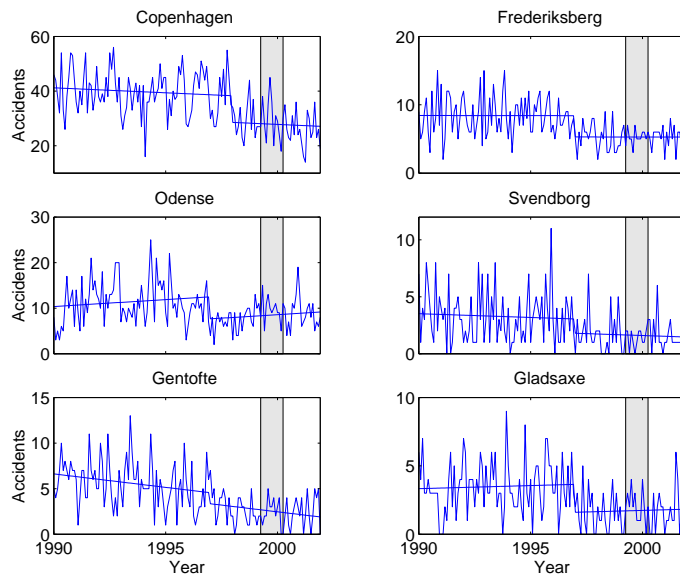 Copenhagen
Frederiksberg
60
40
20
Accidents
20
10
0
Odense
Svendborg
30
20
10
0
Accidents
10
5
0
Gentofte
Gladsaxe
15
10
5
0
Accidents
10
5
0
1990 1995 2000
Year
1990 1995 2000
Year